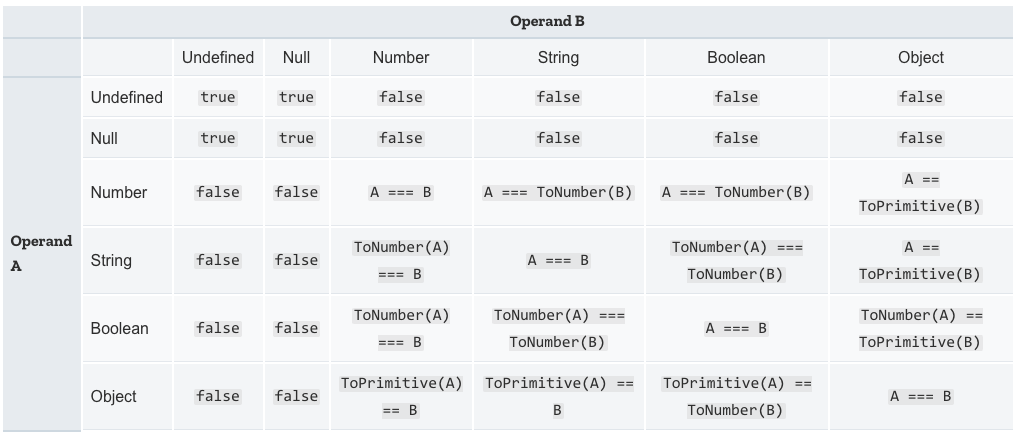 Operand B
Undefined Null Number String Boolean Object
Undefined true true false false false false
Null true true false false false false
Number false false A === B A === ToNumber(B) A === ToNumber(B) A == ToPrimitive(B)
Operand A
String false false ToNumber(A) === B A === B ToNumber(A) === ToNumber(B) A == ToPrimitive(B)
Boolean false false ToNumber(A) === B ToNumber(A) === ToNumber(B) A === B ToNumber(A) == ToPrimitive(B)
Object false false ToPrimitive(A) == B ToPrimitive(A) == B ToPrimitive(A) == ToNumber(B) A === B